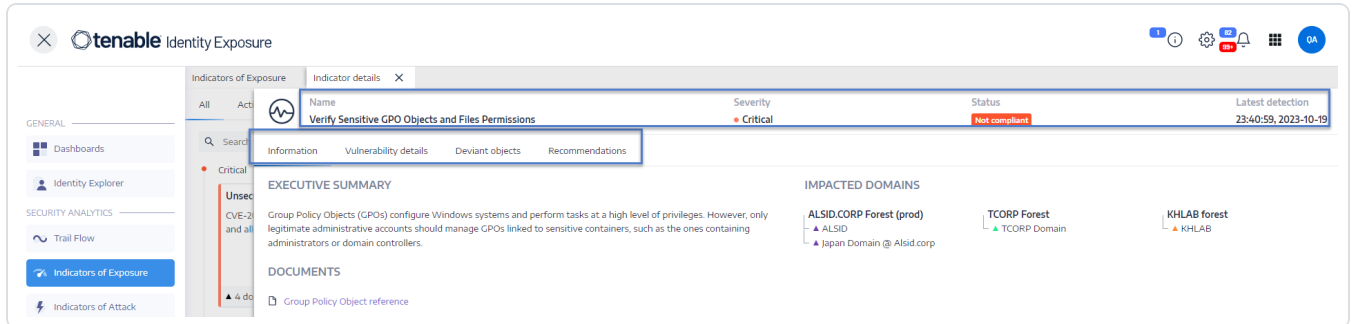 tenable Identity Exposure
1
82
99+
QA
Indicators of Exposure
Indicator details
All
Acti
Name
Severity
Status
Latest detection
Verify Sensitive GPO Objects and Files Permissions
Critical
Not compliant
23:40:59, 2023-10-19
GENERAL
Dashboards
Identity Explorer
SECURITY ANALYTICS
Trail Flow
Indicators of Exposure
Indicators of Attack
Search
Critical
Unsec
CVE-20
and all
4 do
Information
Vulnerability details
Deviant objects
Recommendations
EXECUTIVE SUMMARY
Group Policy Objects (GPOs) configure Windows systems and perform tasks at a high level of privileges. However, only
legitimate administrative accounts should manage GPOs linked to sensitive containers, such as the ones containing
administrators or domain controllers.
DOCUMENTS
Group Policy Object reference
IMPACTED DOMAINS
ALSID.CORP Forest (prod)
ALSID
Japan Domain @ Alsid.corp
TCORP Forest
TCORP Domain
KHLAB forest
KHLAB